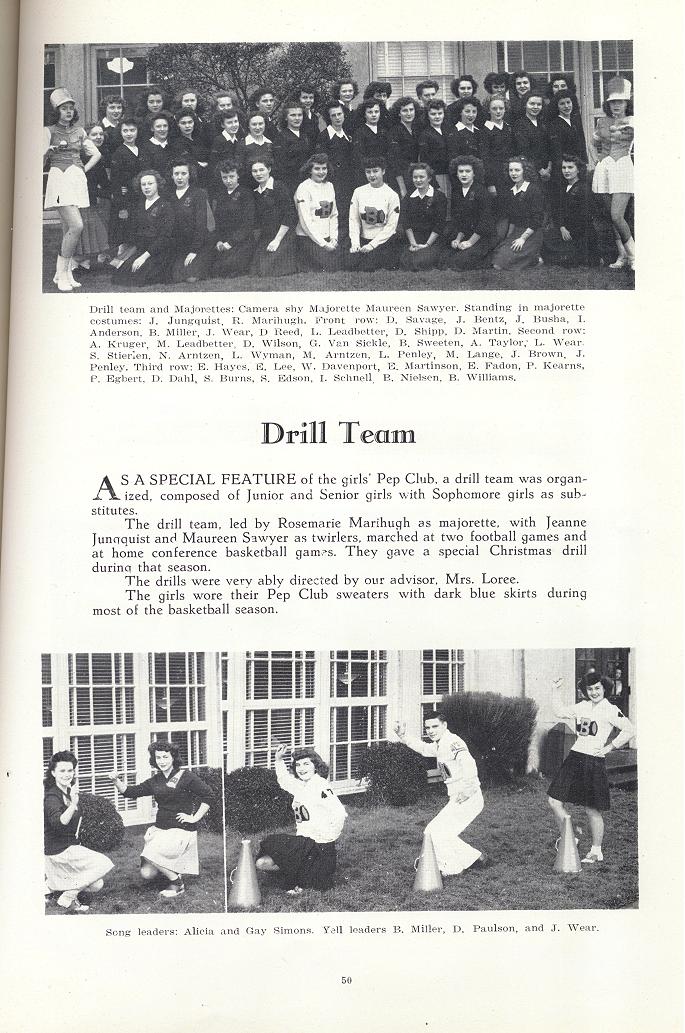 Drill team and Majorettes: Camera shy Majorette Maureen Sawyer. Standing in majorette
costumes: J. Jungquist, R. Marihugh. Front row: D. Savage, J. Bentz, J. Busha, I.
Anderson, B. Miller, J. Wear, D Reed, L. Leadbetter, D. Shipp, D. Martin. Second row:
A. Kruger, M. Leadbetter, D. Wilson, G. Van Sickle, B. Sweeten, A. Taylor, L. Wear
S. Stierlen, N. Arntzen, L. Wyman, M. Arntzen, L. Penley, M. Lange, J. Brown, J.
Penley. Third row: E. Hayes, E. Lee, W. Davenport, E. Martinson, E. Fadon, P. Kearns,
P. Egbert, D. Dahl, S. Burns, S. Edson, I. Schnell, B. Nielsen, B. Williams.
Drill Team
AS A SPECIAL FEATURE of the girls' Pep Club, a drill team was organ-
ized, composed of Junior and Senior girls with Sophomore girls as sub-
stitutes.
The drill team, led by Rosemarie Marihugh as majorette, with Jeanne
Jungquist and Maureen Sawyer as twirlers, marched at two football games and
at home conference basketball games. They gave a special Christmas drill
during that season.
The drills were very ably directed by our advisor, Mrs. Loree.
The girls wore their Pep Club sweaters with dark blue skirts during
most of the basketball season.
Song leaders: Alicia and Gay Simons. Yell leaders B. Miller, D. Paulson, and J. Wear.
50